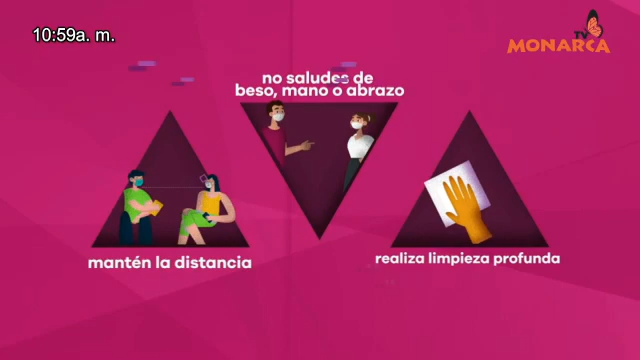 10:59a. m.
TV
MONARCA
no saludes de
beso, mano o abrazo
mantén la distancia
realiza limpieza profunda